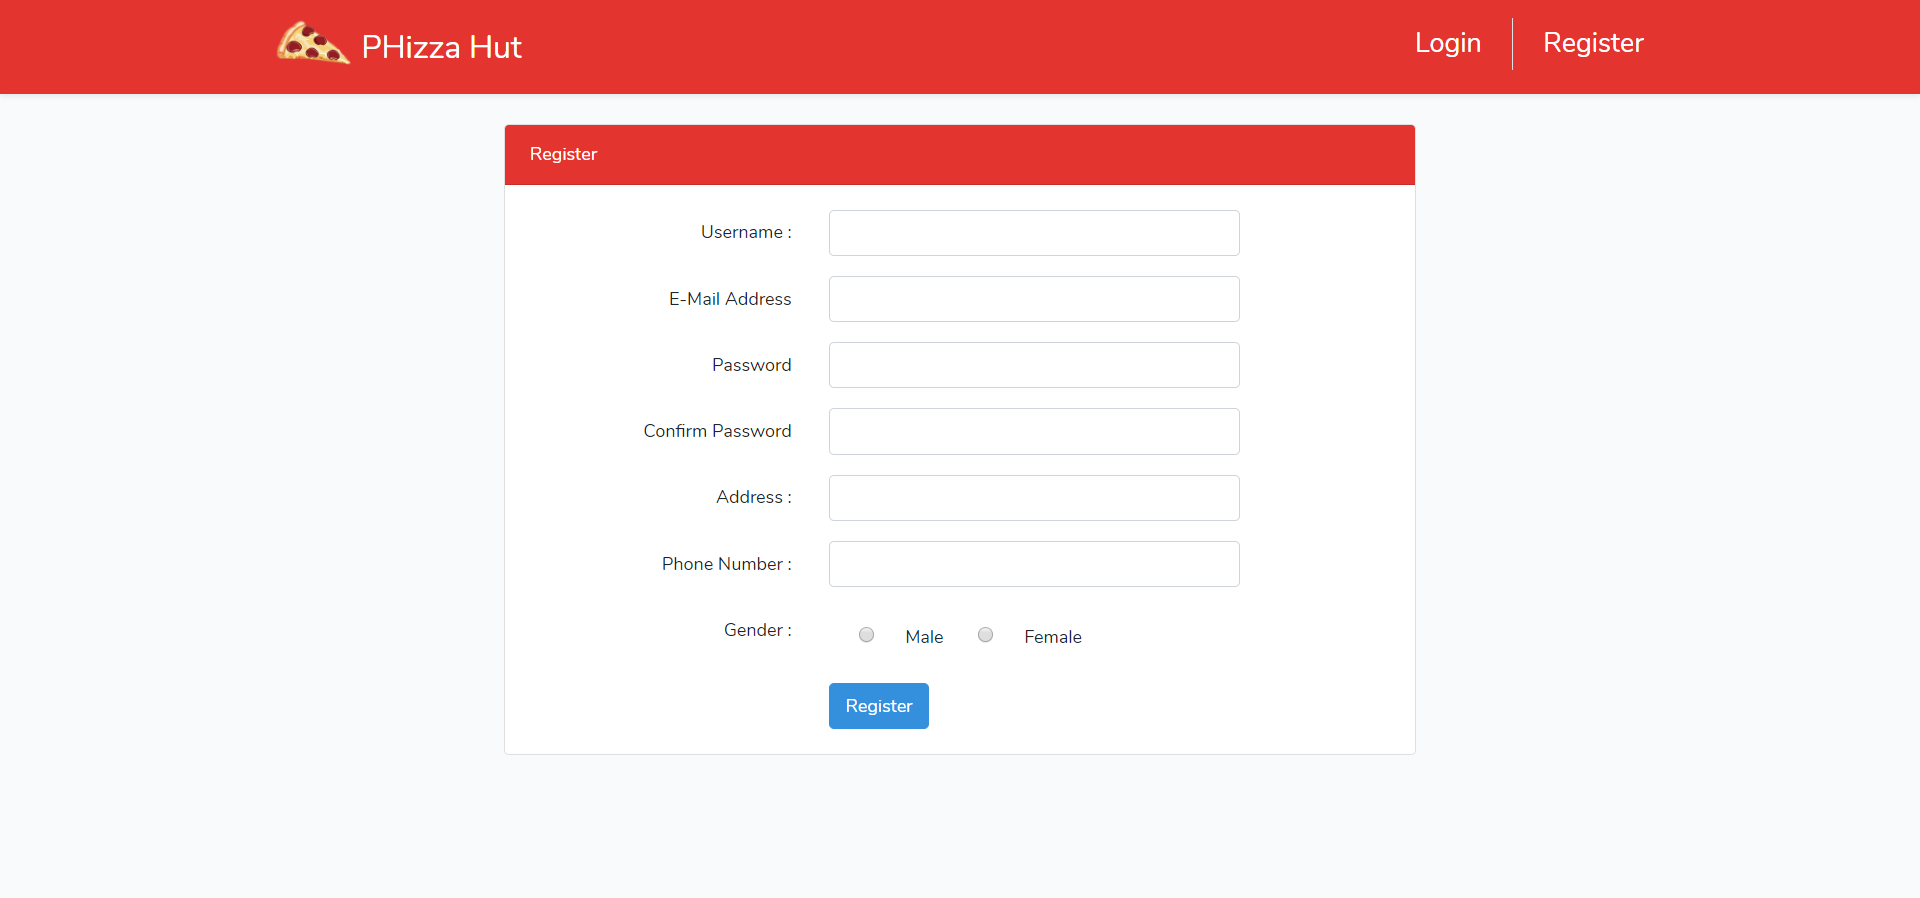 PHizza Hut
Login
Register
Register
Username :
E-Mail Address
Password
Confirm Password
Address :
Phone Number :
Gender :
Male
Female
Register